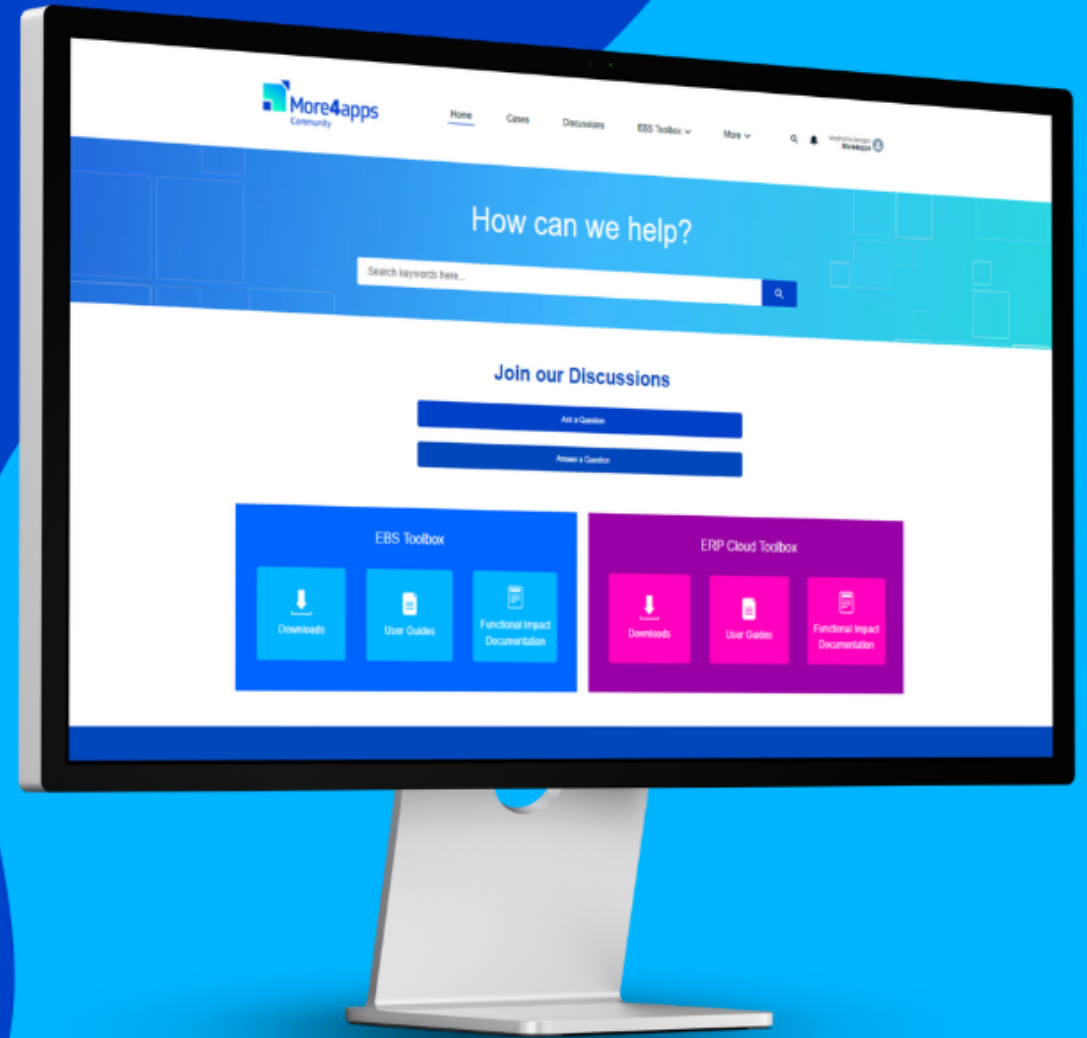 More4apps
Community
Home
Cases
Discussions
EBS Toolbox
More
More4apps
How can we help?
Search keywords here...
Join our Discussions
Ask a Question
Answer a Question
EBS Toolbox
Downloads
User Guides
Functional Impact
Documentation
ERP Cloud Toolbox
Downloads
User Guides
Functional Impact
Documentation